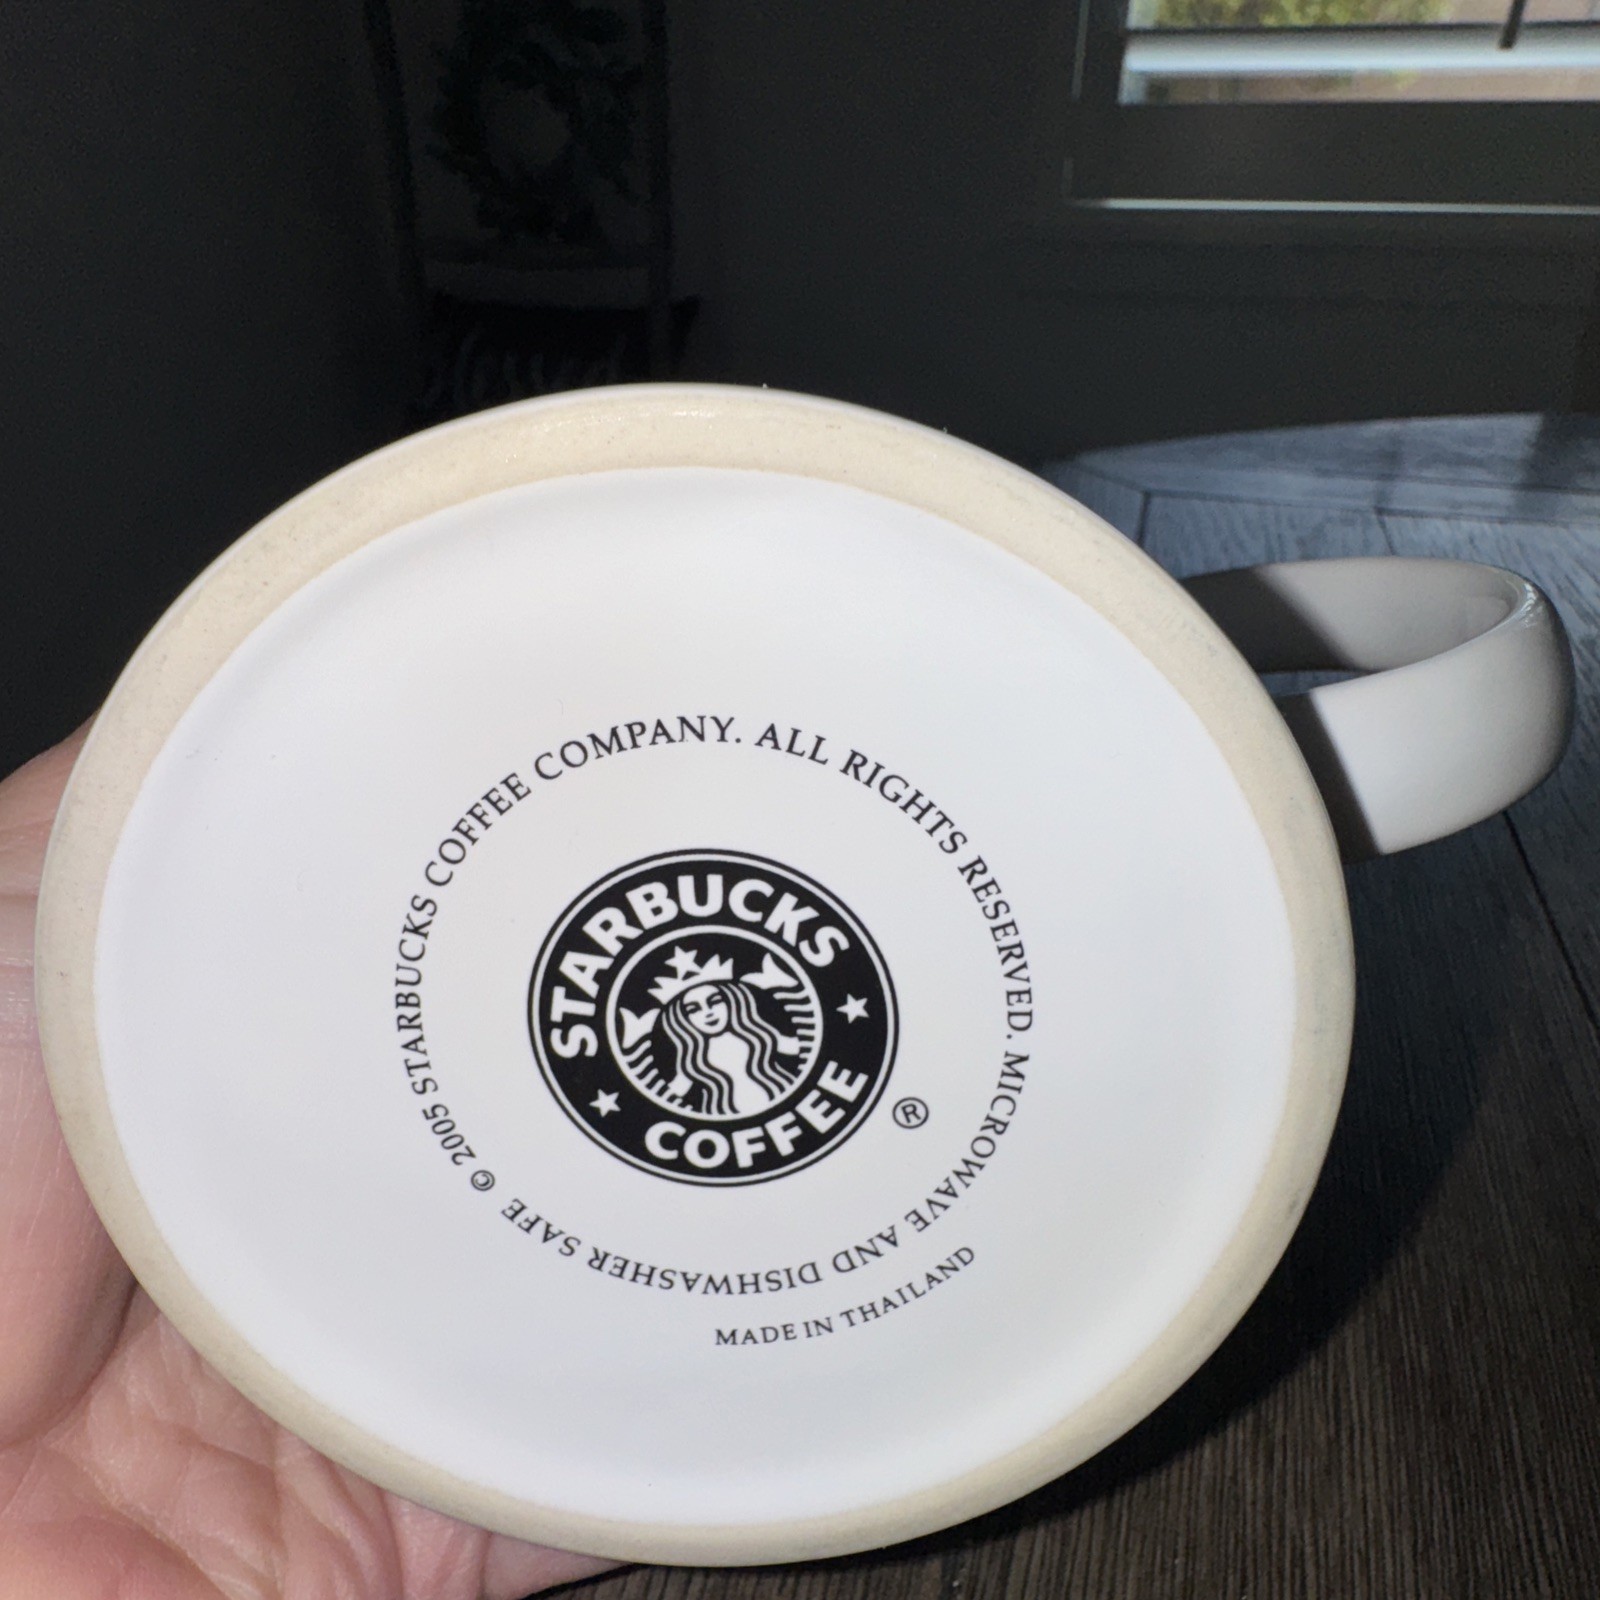 © 2005 STARBUCKS COFFEE COMPANY. ALL RIGHTS RESERVED. MICROWAVE AND DISHWASHER SAFE
STARBUCKS
COFFEE
®
MADE IN THAILAND